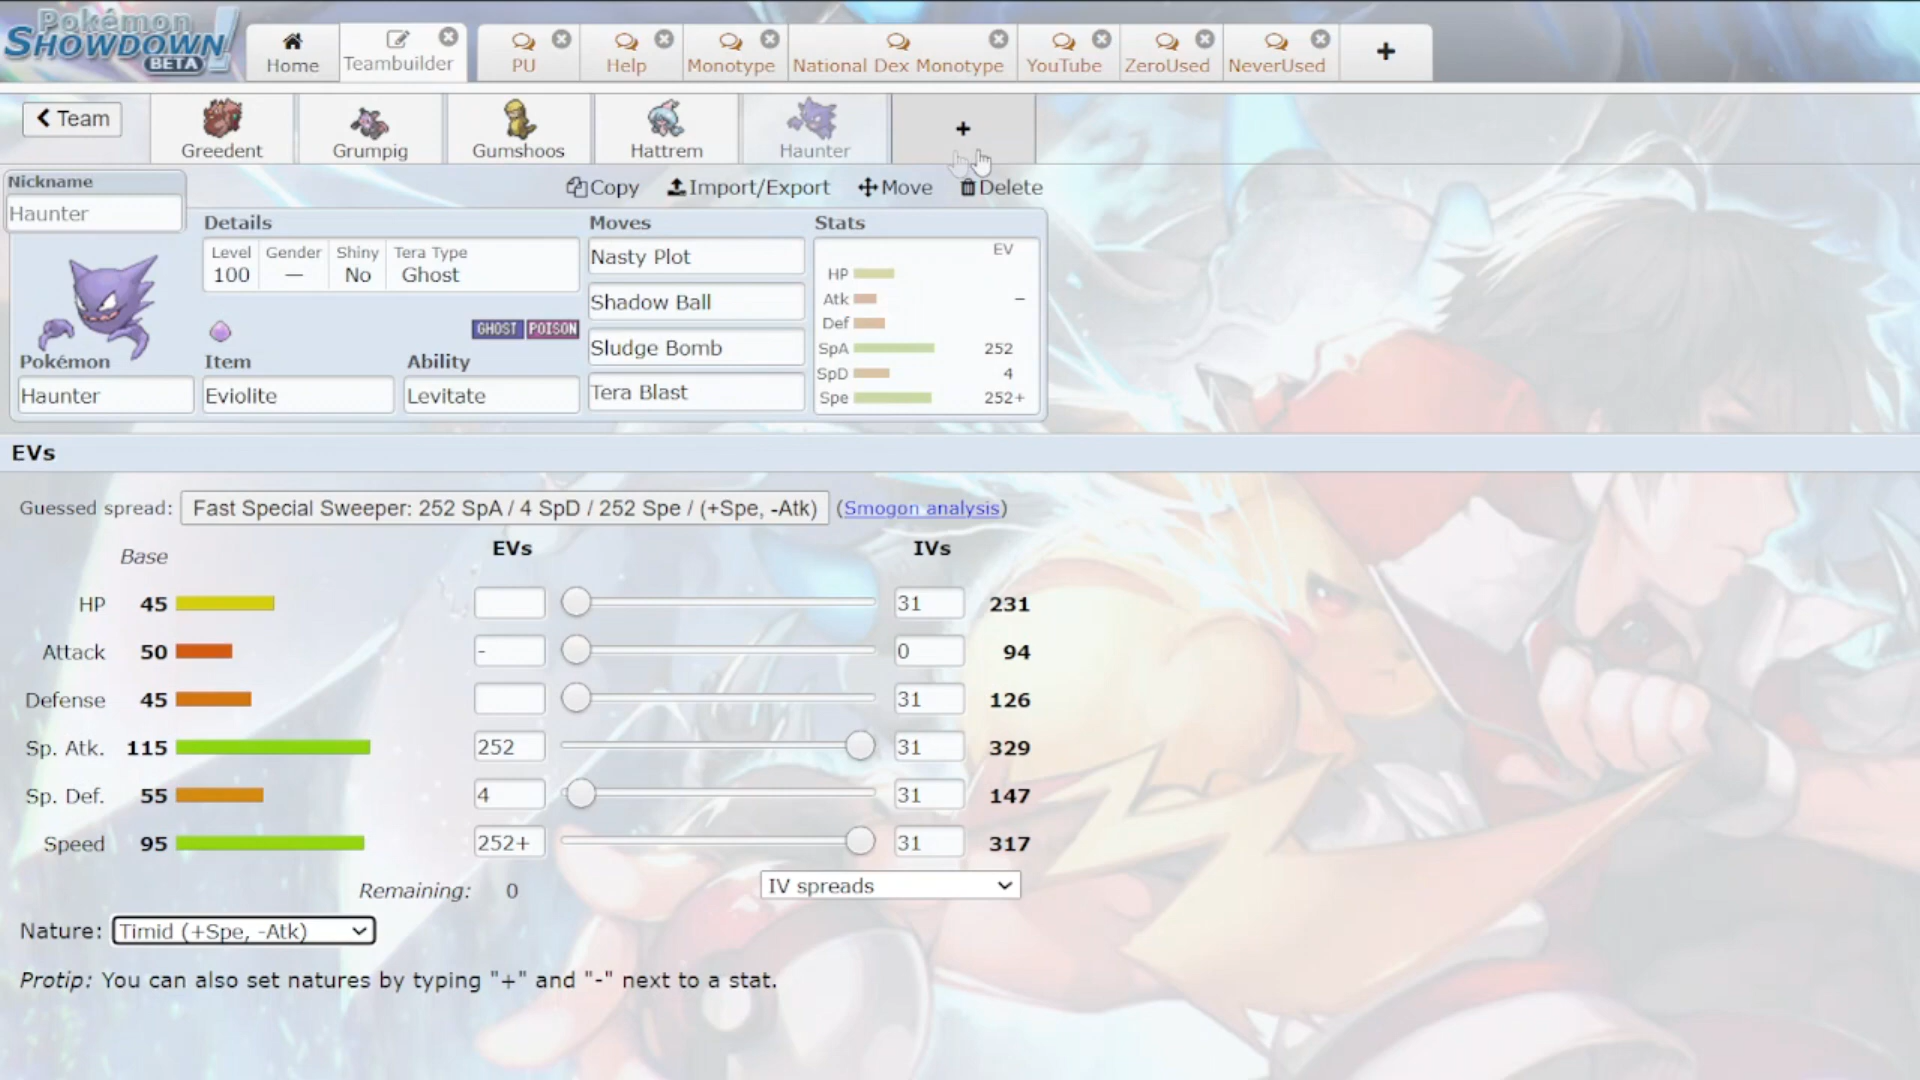 Pokémon
SHOWDOWN!
BETA
Home
Teambuilder
PU
Help
Monotype
National Dex Monotype
YouTube
ZeroUsed
NeverUsed
+
Team
Greedent
Grumpig
Gumshoos
Hattrem
Haunter
+
Nickname
Haunter
Copy
Import/Export
Move
Delete
Details
Level
100
Gender
—
Shiny
No
Tera Type
Ghost
GHOST POISON
Pokémon
Haunter
Item
Eviolite
Ability
Levitate
Moves
Nasty Plot
Shadow Ball
Sludge Bomb
Tera Blast
Stats
EV
HP
Atk –
Def
SpA 252
SpD 4
Spe 252+
EVs
Guessed spread: Fast Special Sweeper: 252 SpA / 4 SpD / 252 Spe / (+Spe, -Atk) (Smogon analysis)
Base EVs IVs
HP 45 31 231
Attack 50 - 0 94
Defense 45 31 126
Sp. Atk. 115 252 31 329
Sp. Def. 55 4 31 147
Speed 95 252+ 31 317
Remaining: 0
IV spreads
Nature: Timid (+Spe, -Atk)
Protip: You can also set natures by typing "+" and "-" next to a stat.